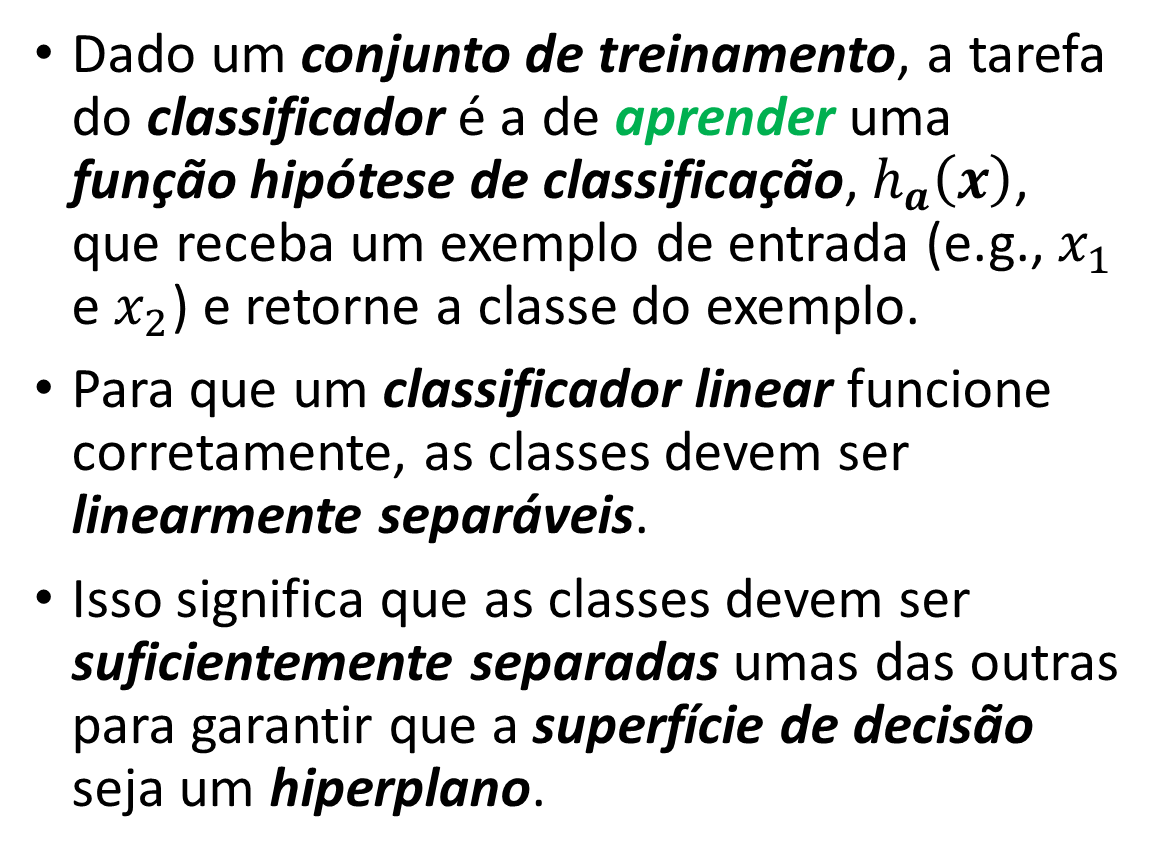 • Dado um conjunto de treinamento, a tarefa
do classificador é a de aprender uma
função hipótese de classificação, ℎ𝒂(𝒙),
que receba um exemplo de entrada (e.g., 𝑥₁
e 𝑥₂) e retorne a classe do exemplo.
• Para que um classificador linear funcione
corretamente, as classes devem ser
linearmente separáveis.
• Isso significa que as classes devem ser
suficientemente separadas umas das outras
para garantir que a superfície de decisão
seja um hiperplano.